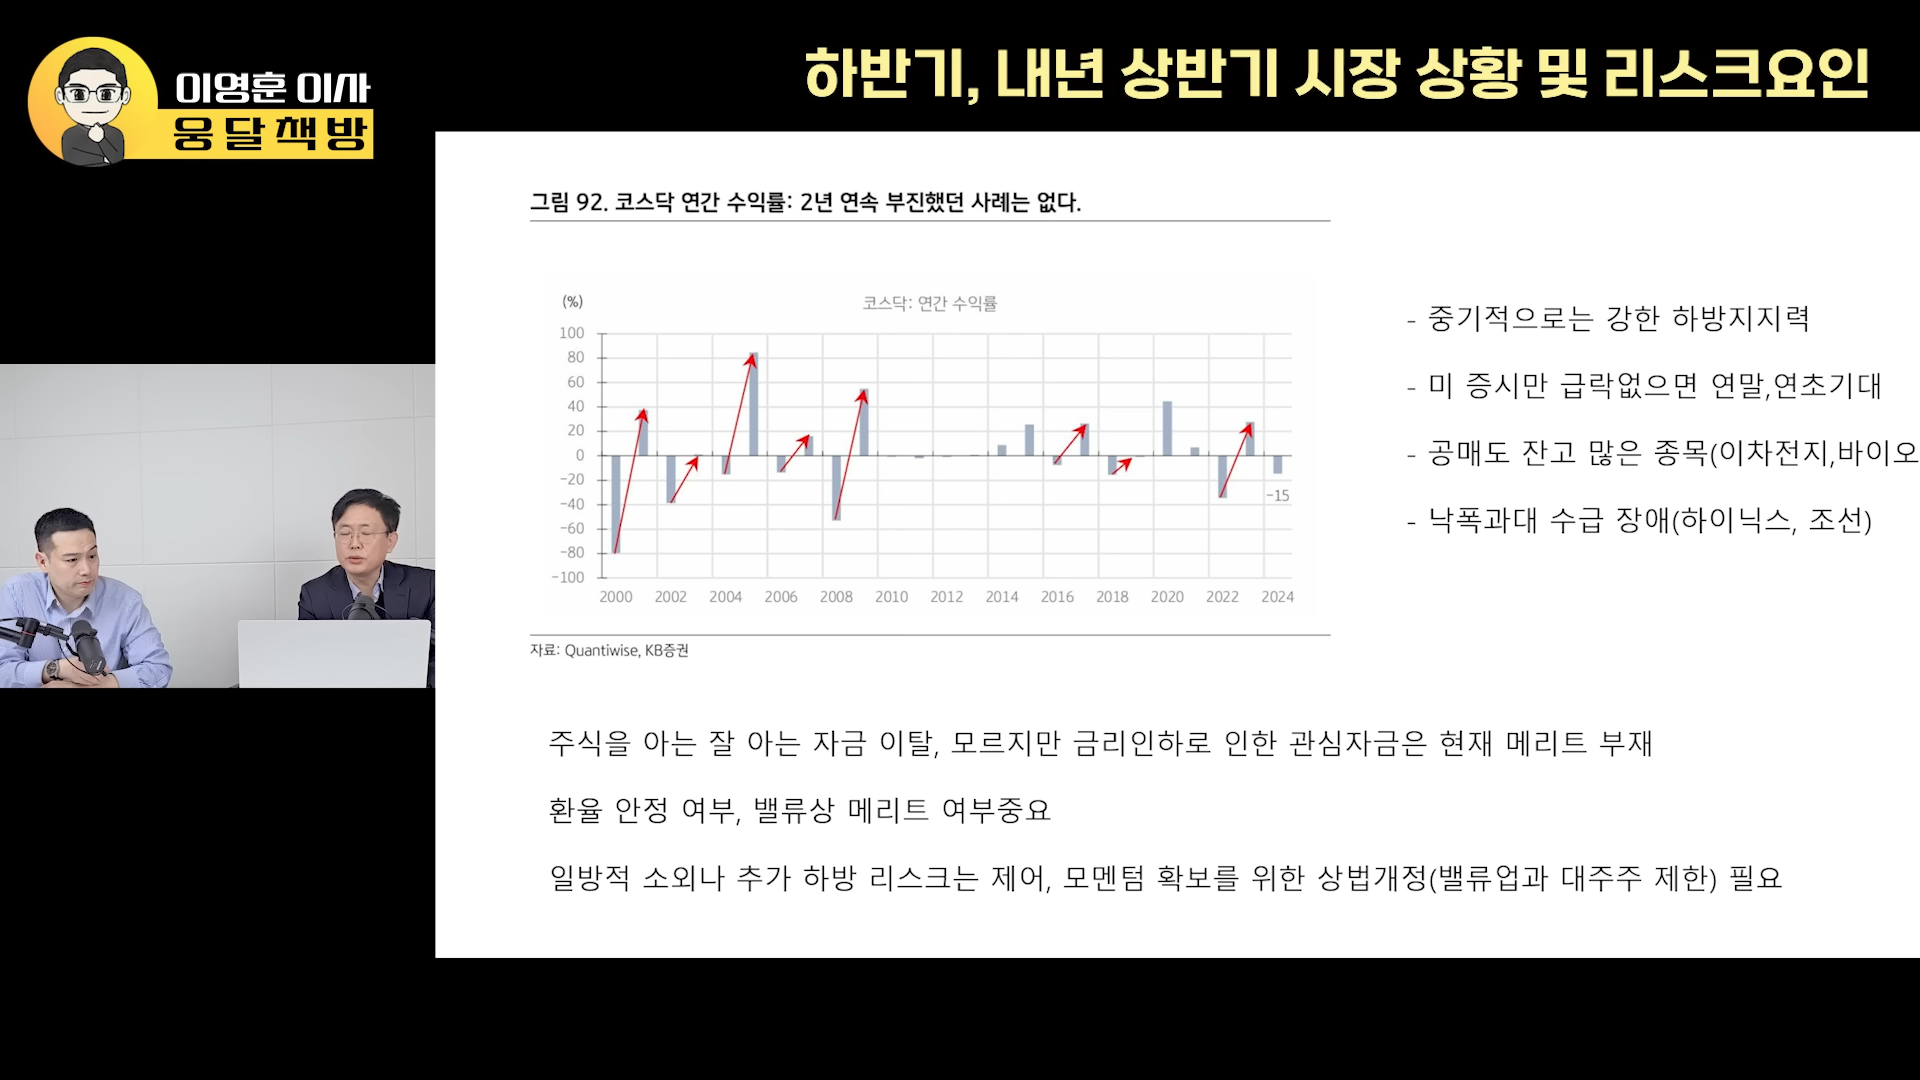 하반기, 내년 상반기 시장 상황 및 리스크요인
이영훈 이사
웅달책방
그림 92. 코스닥 연간 수익률: 2년 연속 부진했던 사례는 없다.
(%)
코스닥: 연간 수익률
100
80
60
40
20
0
-20
-40
-60
-80
-100
-15
2000 2002 2004 2006 2008 2010 2012 2014 2016 2018 2020 2022 2024
자료: Quantiwise, KB증권
- 중기적으로는 강한 하방지지력
- 미 증시만 급락없으면 연말,연초기대
- 공매도 잔고 많은 종목(이차전지,바이오
- 낙폭과대 수급 장애(하이닉스, 조선)
주식을 아는 잘 아는 자금 이탈, 모르지만 금리인하로 인한 관심자금은 현재 메리트 부재
환율 안정 여부, 밸류상 메리트 여부중요
일방적 소외나 추가 하방 리스크는 제어, 모멘텀 확보를 위한 상법개정(밸류업과 대주주 제한) 필요